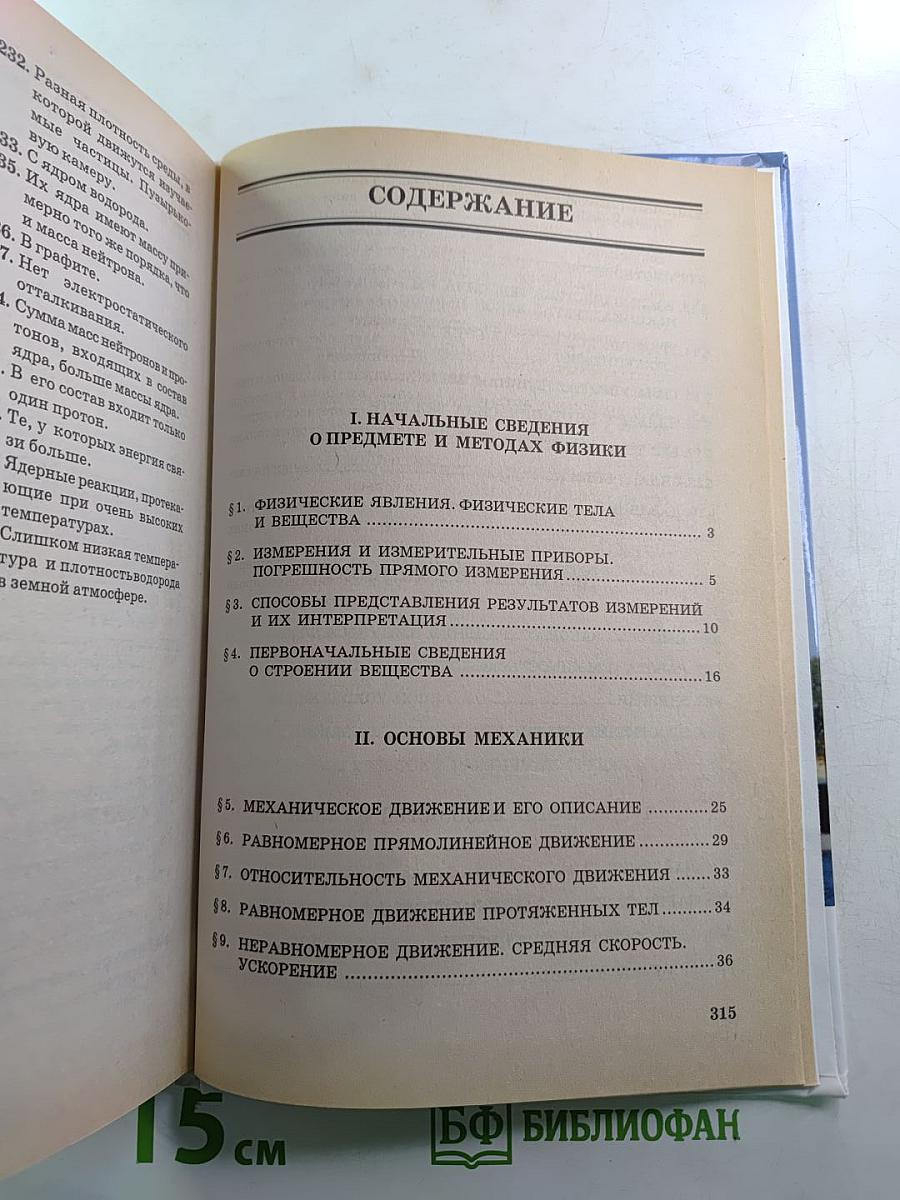 232. Разная плотность среды, в
которой движутся изучае-
мые частицы. Пузырько-
вую камеру.
33. С ядром водорода.
35. Их ядра имеют массу при-
мерно того же порядка, что
и масса нейтрона.
6. В графите.
7. Нет электростатического
отталкивания.
4. Сумма масс нейтронов и про-
тонов, входящих в состав
ядра, больше массы ядра.
. В его состав входит только
один протон.
Те, у которых энергия свя-
зи больше.
Ядерные реакции, протека-
ющие при очень высоких
температурах.
Слишком низкая темпера-
тура и плотность водорода
в земной атмосфере.
СОДЕРЖАНИЕ
I. НАЧАЛЬНЫЕ СВЕДЕНИЯ
О ПРЕДМЕТЕ И МЕТОДАХ ФИЗИКИ
§1. ФИЗИЧЕСКИЕ ЯВЛЕНИЯ. ФИЗИЧЕСКИЕ ТЕЛА
И ВЕЩЕСТВА ........ 3
§2. ИЗМЕРЕНИЯ И ИЗМЕРИТЕЛЬНЫЕ ПРИБОРЫ.
ПОГРЕШНОСТЬ ПРЯМОГО ИЗМЕРЕНИЯ ........ 5
§3. СПОСОБЫ ПРЕДСТАВЛЕНИЯ РЕЗУЛЬТАТОВ ИЗМЕРЕНИЙ
И ИХ ИНТЕРПРЕТАЦИЯ ........ 10
§4. ПЕРВОНАЧАЛЬНЫЕ СВЕДЕНИЯ
О СТРОЕНИИ ВЕЩЕСТВА ........ 16
II. ОСНОВЫ МЕХАНИКИ
§5. МЕХАНИЧЕСКОЕ ДВИЖЕНИЕ И ЕГО ОПИСАНИЕ ........ 25
§6. РАВНОМЕРНОЕ ПРЯМОЛИНЕЙНОЕ ДВИЖЕНИЕ ........ 29
§7. ОТНОСИТЕЛЬНОСТЬ МЕХАНИЧЕСКОГО ДВИЖЕНИЯ ...... 33
§8. РАВНОМЕРНОЕ ДВИЖЕНИЕ ПРОТЯЖЕННЫХ ТЕЛ ........ 34
§9. НЕРАВНОМЕРНОЕ ДВИЖЕНИЕ. СРЕДНЯЯ СКОРОСТЬ.
УСКОРЕНИЕ ........ 36
315
15 см
БФ БИБЛИОФАН